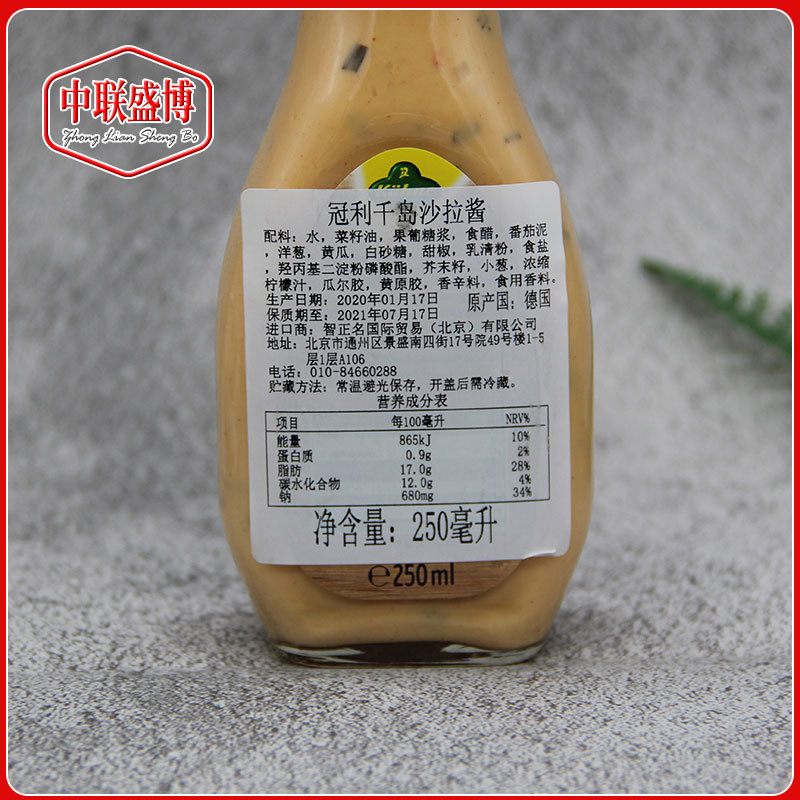 中联盛博
Zhong Lian Sheng Bo
冠利千岛沙拉酱
配料：水，菜籽油，果葡糖浆，食醋，番茄泥
，洋葱，黄瓜，白砂糖，甜椒，乳清粉，食盐，
羟丙基二淀粉磷酸酯，芥末籽，小葱，浓缩
柠檬汁，瓜尔胶，黄原胶，香辛料，食用香料。
生产日期：2020年01月17日 原产国：德国
保质期至：2021年07月17日
进口商：智正名国际贸易（北京）有限公司
地址：北京市通州区景盛南四街17号院49号楼1-5
层1层A106
电话：010-84660288
贮藏方法：常温避光保存，开盖后需冷藏。
营养成分表
项目 每100毫升 NRV%
能量 865kJ 10%
蛋白质 0.9g 2%
脂肪 17.0g 28%
碳水化合物 12.0g 4%
钠 680mg 34%
净含量：250毫升
℮250ml